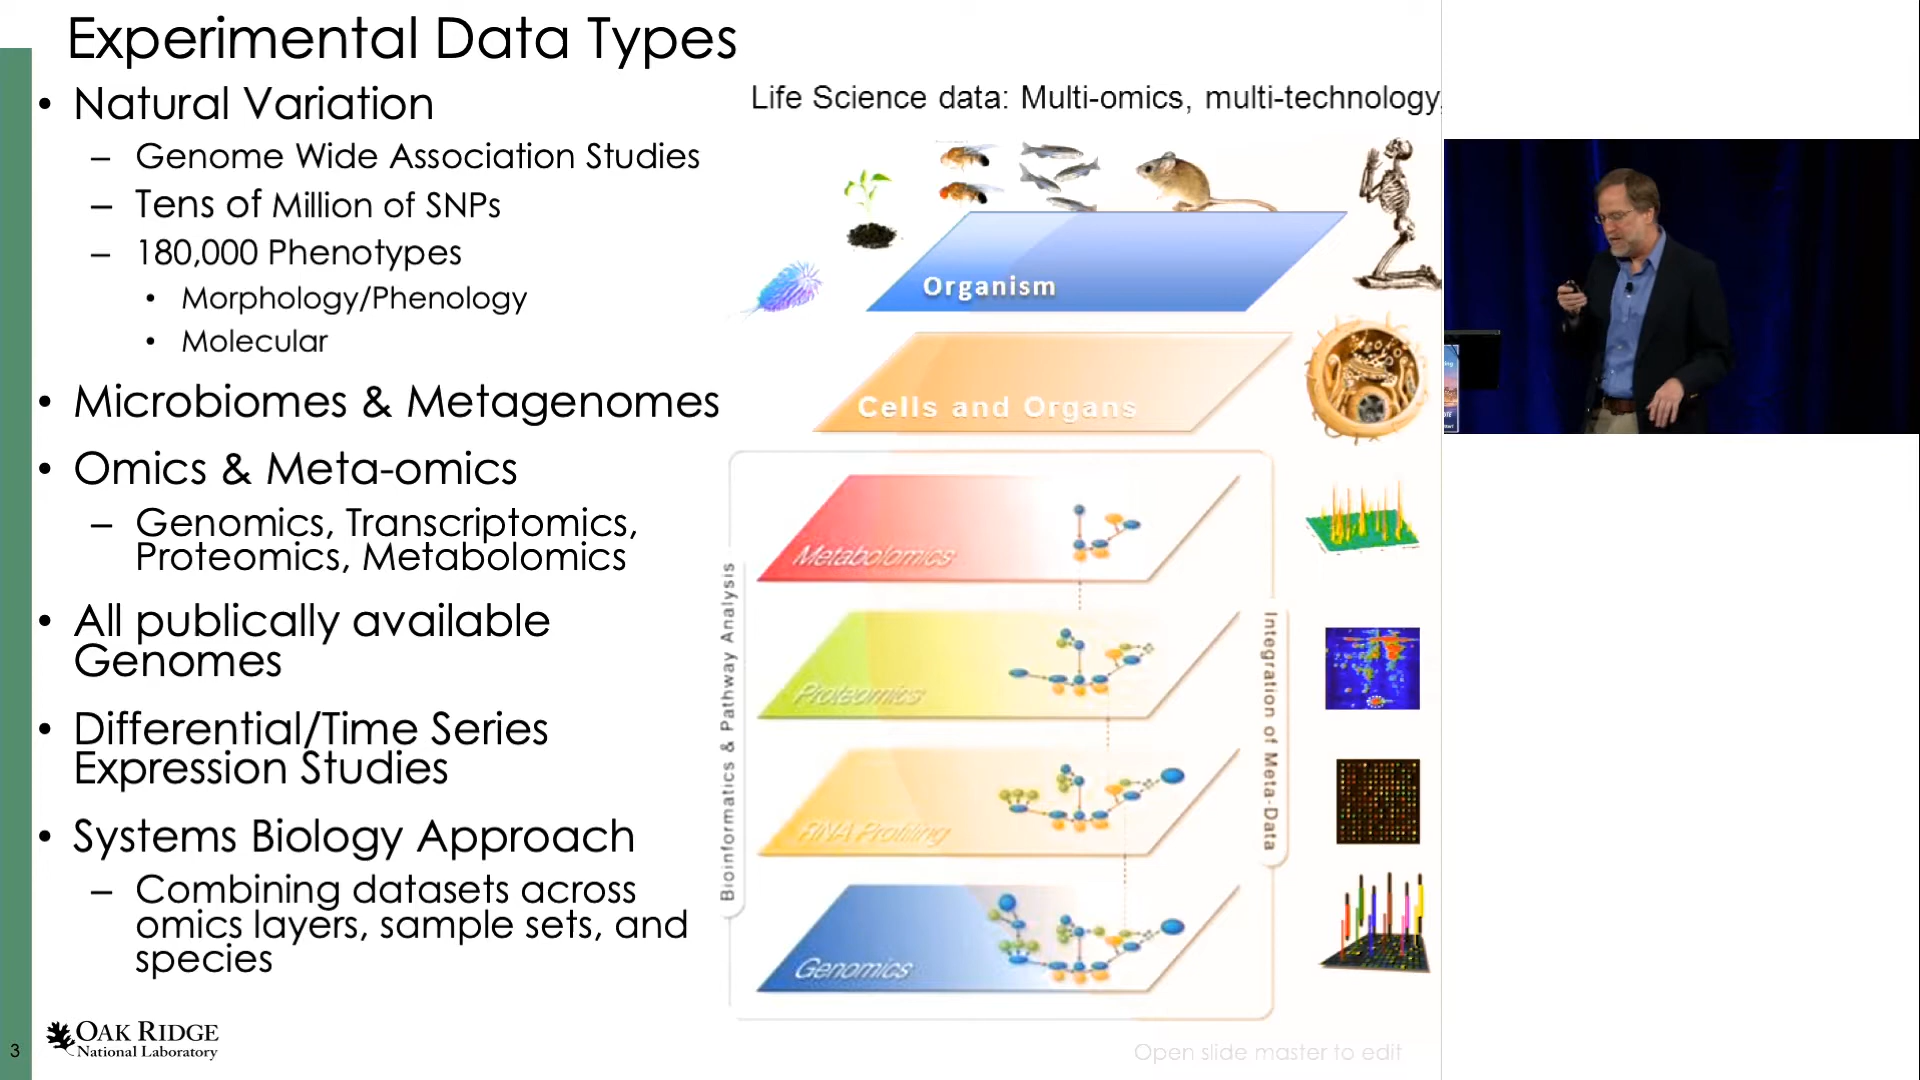 Experimental Data Types
• Natural Variation
– Genome Wide Association Studies
– Tens of Million of SNPs
– 180,000 Phenotypes
• Morphology/Phenology
• Molecular
• Microbiomes & Metagenomes
• Omics & Meta-omics
– Genomics, Transcriptomics,
Proteomics, Metabolomics
• All publically available
Genomes
• Differential/Time Series
Expression Studies
• Systems Biology Approach
– Combining datasets across
omics layers, sample sets, and
species
Life Science data: Multi-omics, multi-technology,
Organism
Cells and Organs
Metabolomics
Proteomics
RNA Profiling
Genomics
Bioinformatics & Pathway Analysis
Integration of Meta-Data
3
OAK RIDGE
National Laboratory
Open slide master to edit